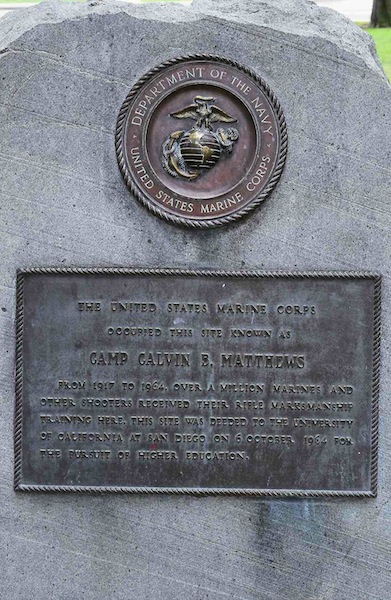 DEPARTMENT OF THE NAVY
UNITED STATES MARINE CORPS
THE UNITED STATES MARINE CORPS
OCCUPIED THIS SITE KNOWN AS
CAMP CALVIN B. MATTHEWS
FROM 1917 TO 1964, OVER A MILLION MARINES AND
OTHER SHOOTERS RECEIVED THEIR RIFLE MARKSMANSHIP
TRAINING HERE. THIS SITE WAS DEEDED TO THE UNIVERSITY
OF CALIFORNIA AT SAN DIEGO ON 6 OCTOBER 1964 FOR
THE PURSUIT OF HIGHER EDUCATION.